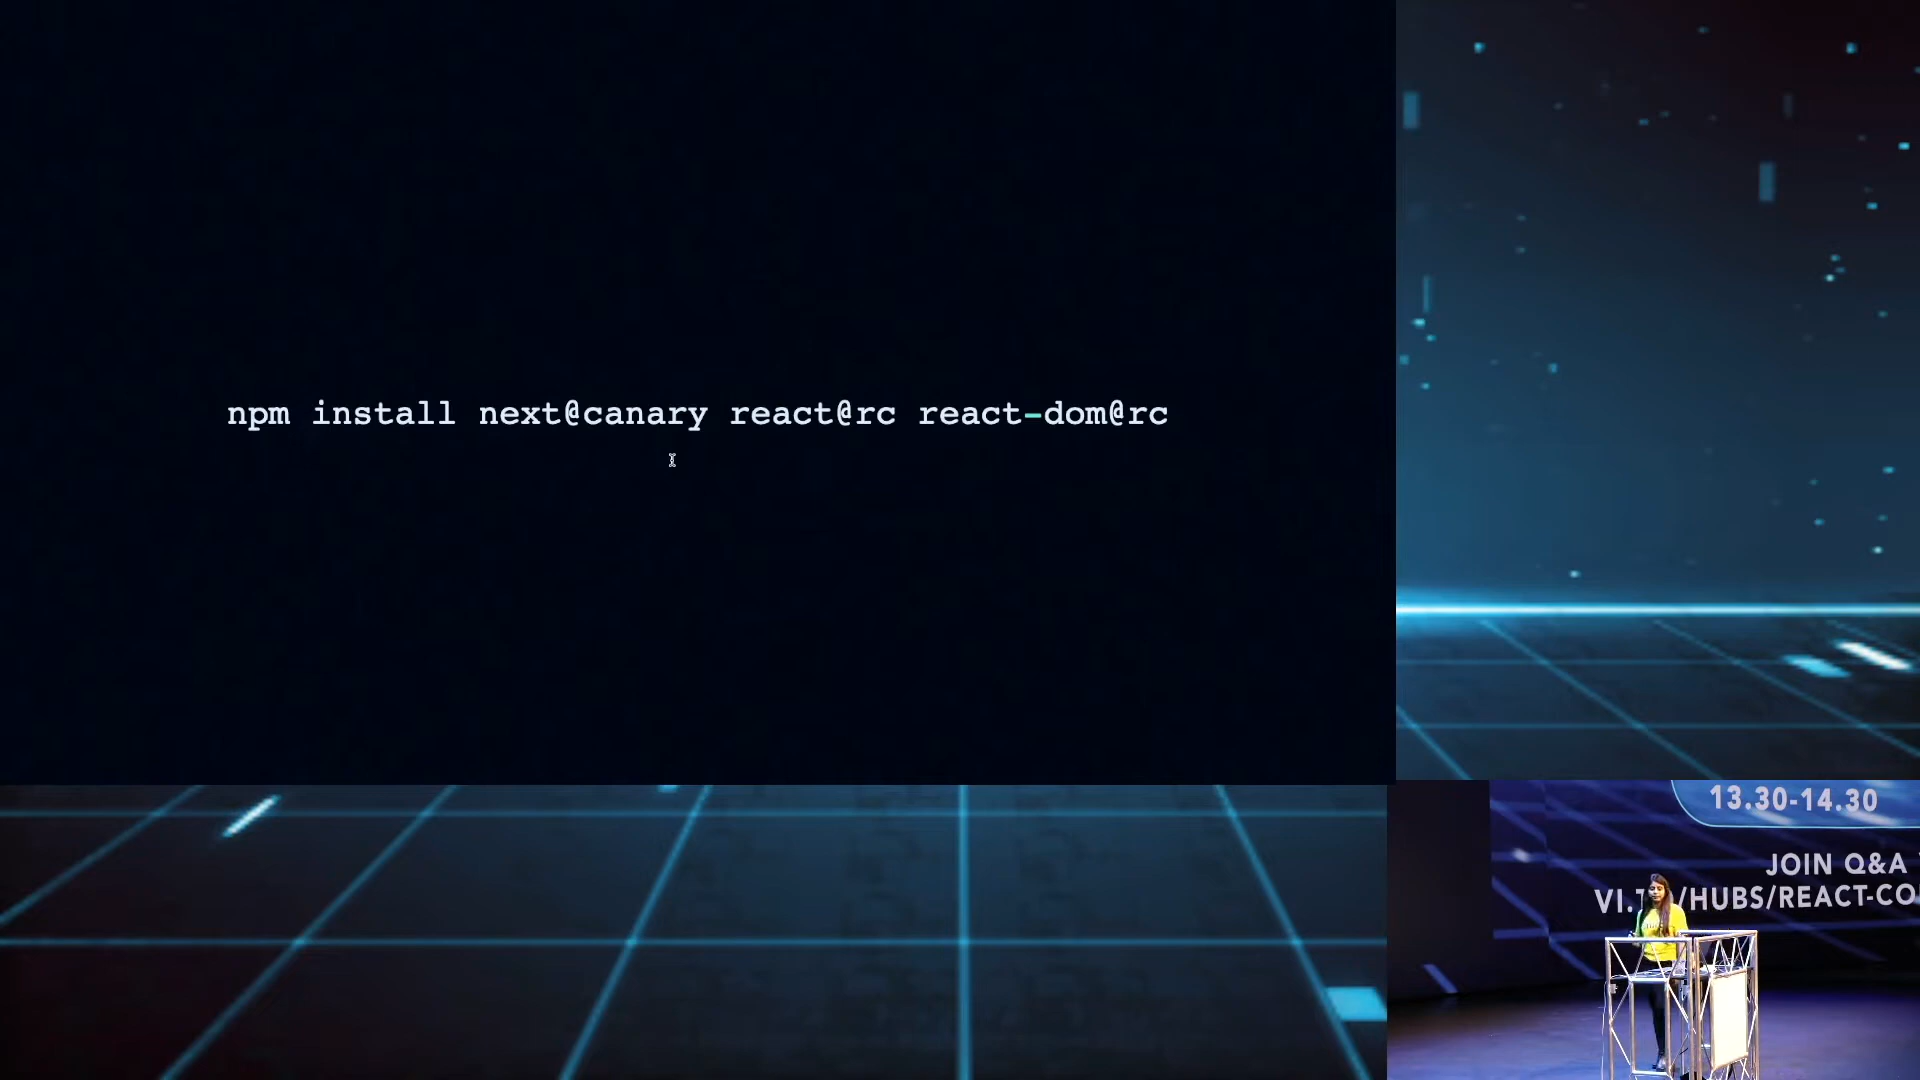 npm install next@canary react@rc react-dom@rc
13.30-14.30
JOIN Q&A
/HUBS/REACT-CO